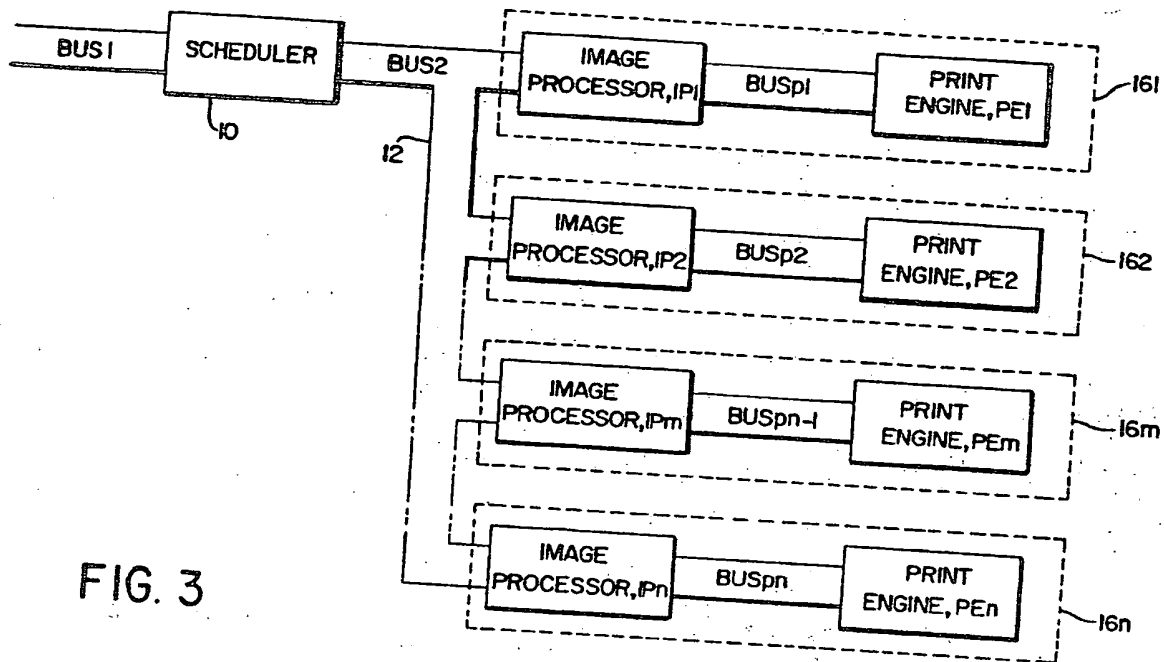 BUS1
SCHEDULER
10
BUS2
12
IMAGE
PROCESSOR,IP1
BUSp1
PRINT
ENGINE, PE1
161
IMAGE
PROCESSOR,IP2
BUSp2
PRINT
ENGINE, PE2
162
IMAGE
PROCESSOR,IPm
BUSpn-1
PRINT
ENGINE, PEm
16m
IMAGE
PROCESSOR,IPn
BUSpn
PRINT
ENGINE, PEn
16n
FIG. 3